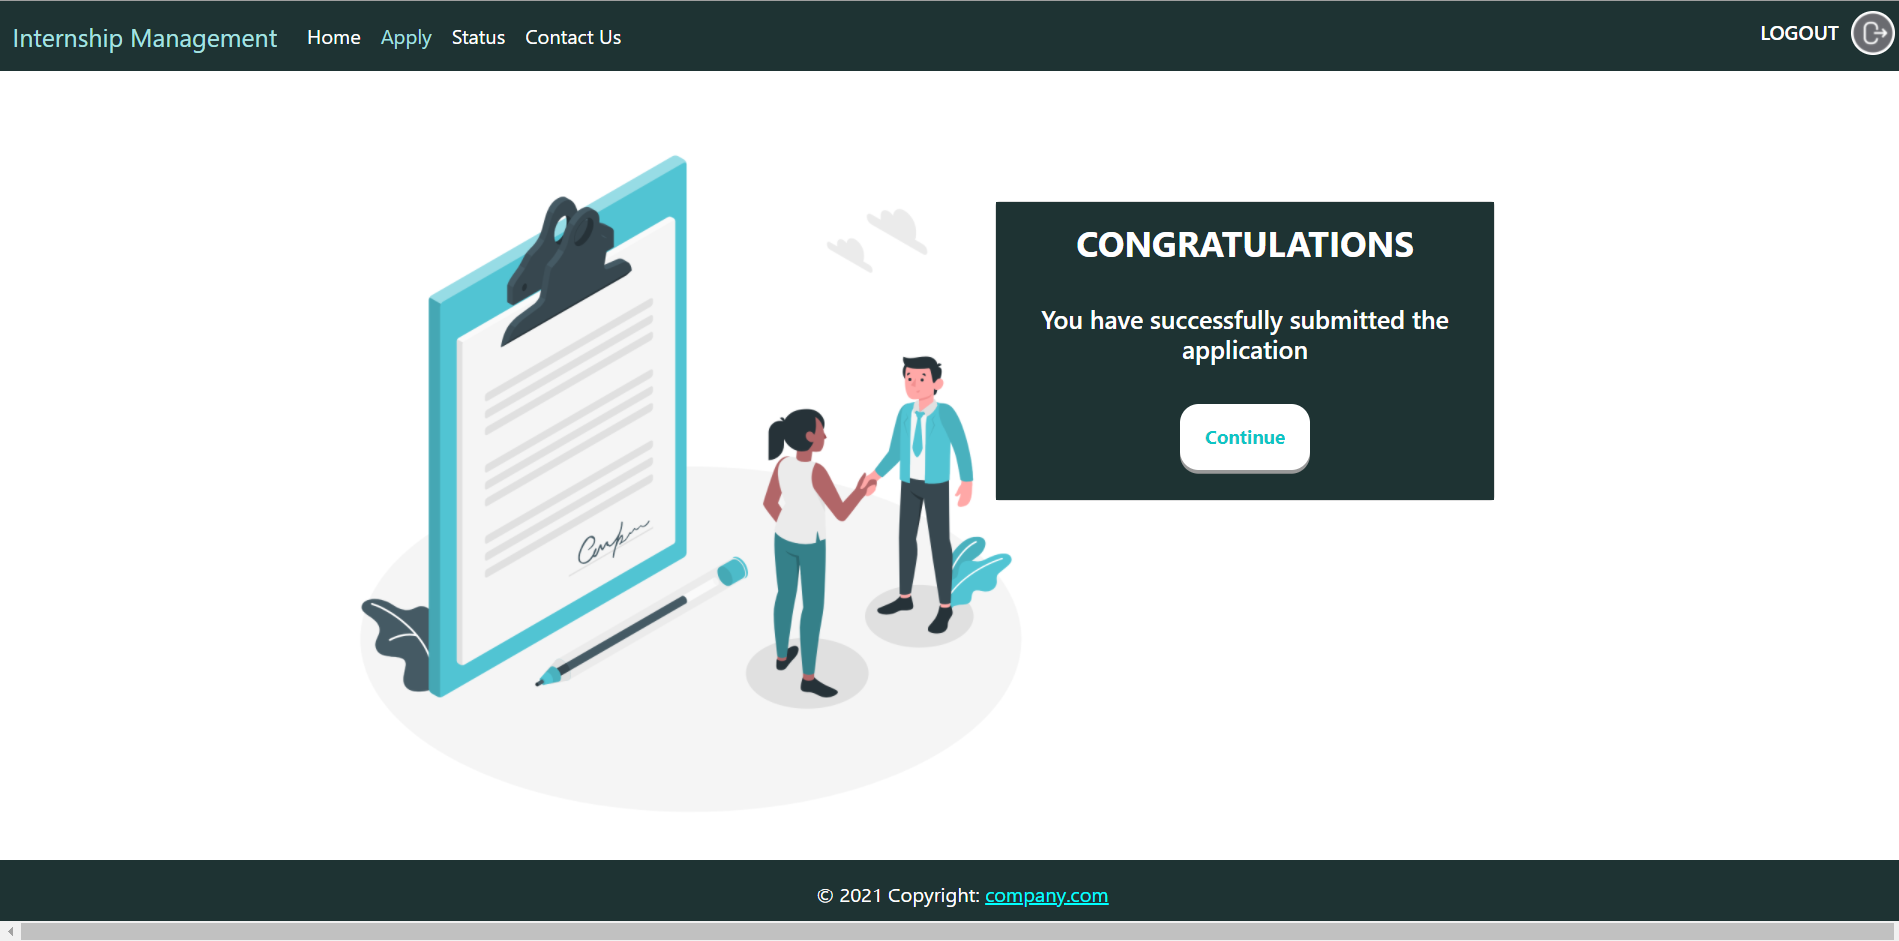 Internship Management Home Apply Status Contact Us LOGOUT
CONGRATULATIONS
You have successfully submitted the
application
Continue
© 2021 Copyright: company.com